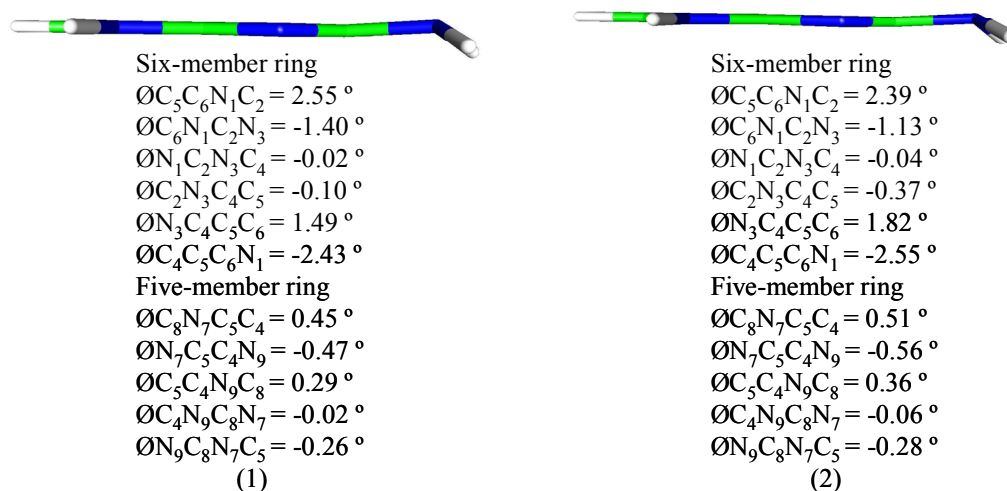 Six-member ring
ØC₅C₆N₁C₂ = 2.55 º
ØC₆N₁C₂N₃ = -1.40 º
ØN₁C₂N₃C₄ = -0.02 º
ØC₂N₃C₄C₅ = -0.10 º
ØN₃C₄C₅C₆ = 1.49 º
ØC₄C₅C₆N₁ = -2.43 º
Five-member ring
ØC₈N₇C₅C₄ = 0.45 º
ØN₇C₅C₄N₉ = -0.47 º
ØC₅C₄N₉C₈ = 0.29 º
ØC₄N₉C₈N₇ = -0.02 º
ØN₉C₈N₇C₅ = -0.26 º
(1)
Six-member ring
ØC₅C₆N₁C₂ = 2.39 º
ØC₆N₁C₂N₃ = -1.13 º
ØN₁C₂N₃C₄ = -0.04 º
ØC₂N₃C₄C₅ = -0.37 º
ØN₃C₄C₅C₆ = 1.82 º
ØC₄C₅C₆N₁ = -2.55 º
Five-member ring
ØC₈N₇C₅C₄ = 0.51 º
ØN₇C₅C₄N₉ = -0.56 º
ØC₅C₄N₉C₈ = 0.36 º
ØC₄N₉C₈N₇ = -0.06 º
ØN₉C₈N₇C₅ = -0.28 º
(2)